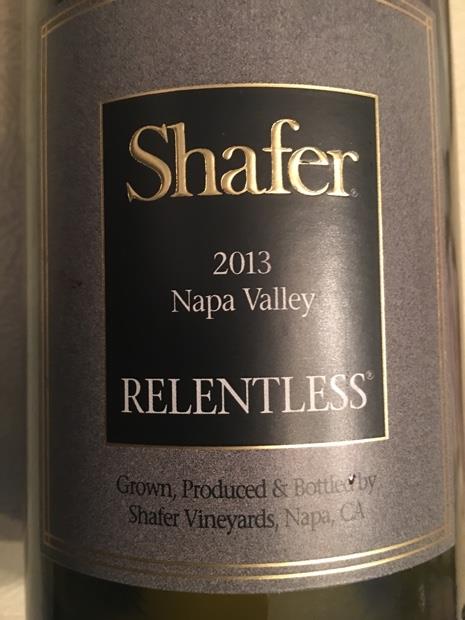 Shafer®
2013
Napa Valley
RELENTLESS®
Grown, Produced & Bottled by
Shafer Vineyards, Napa, CA